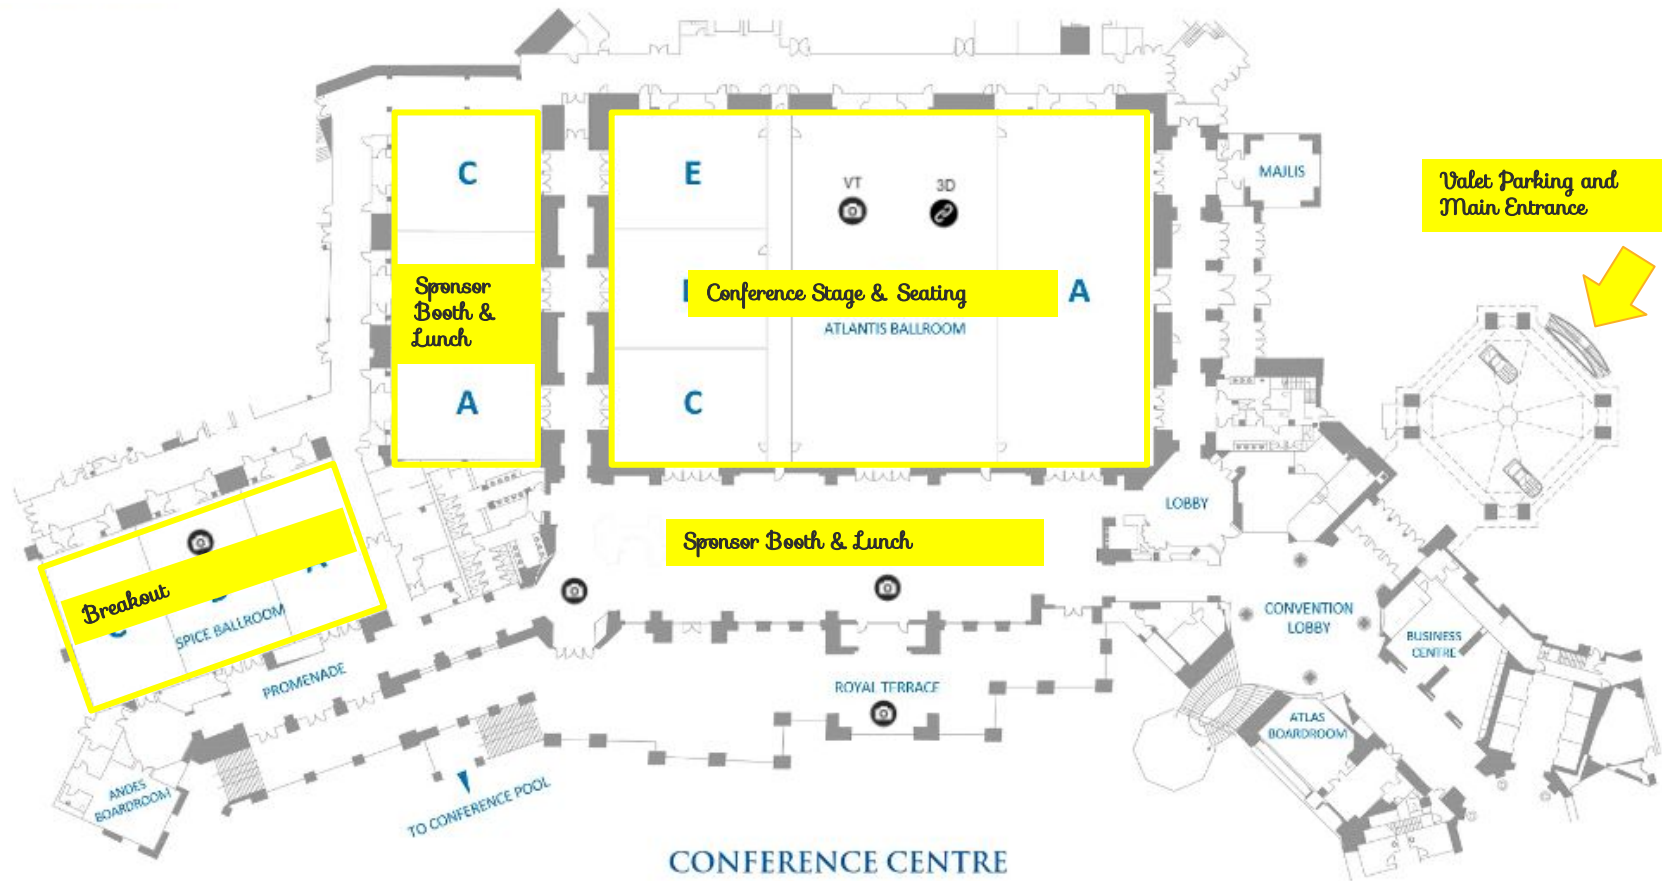 C
E
VT
3D
MAJLIS
Valet Parking and
Main Entrance
Sponsor
Booth &
Lunch
Conference Stage & Seating
A
ATLANTIS BALLROOM
A
C
LOBBY
Sponsor Booth & Lunch
Breakout
SPICE BALLROOM
PROMENADE
CONVENTION
LOBBY
BUSINESS
CENTRE
ROYAL TERRACE
ATLAS
BOARDROOM
ANDES
BOARDROOM
TO CONFERENCE POOL
CONFERENCE CENTRE